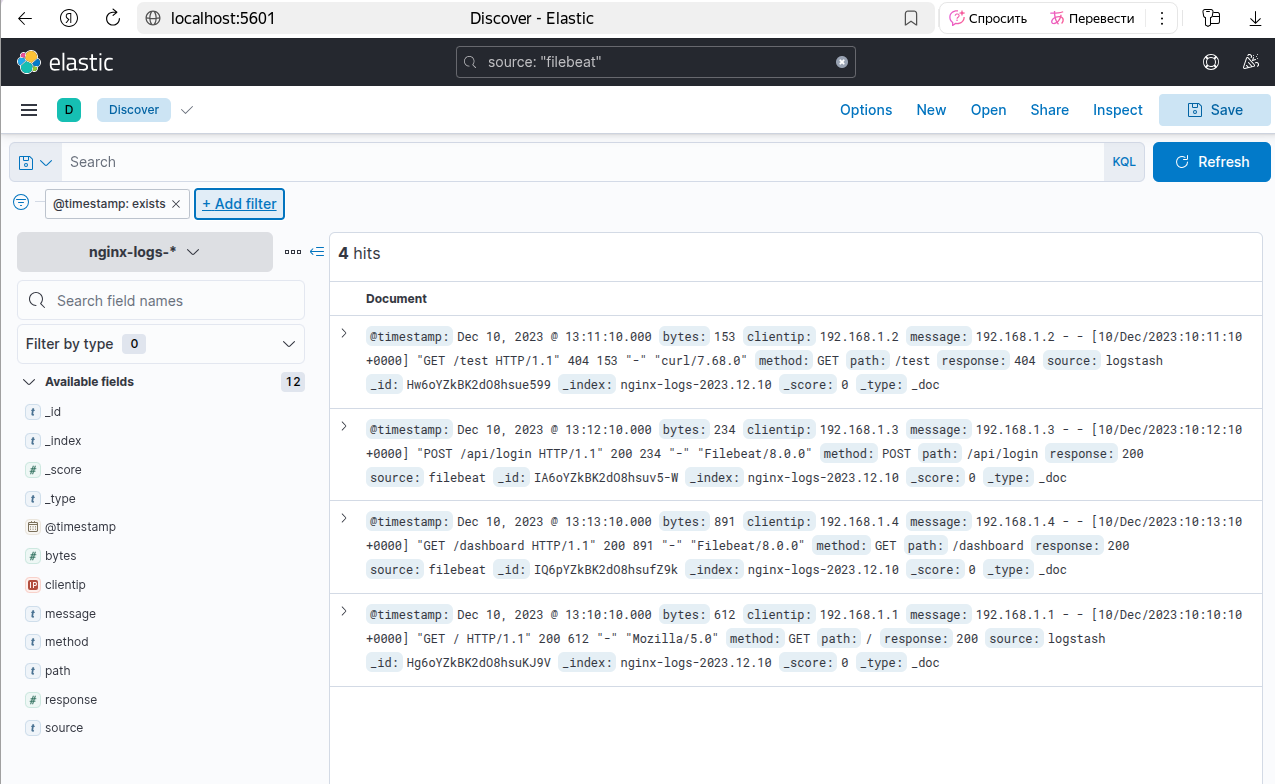 localhost:5601 Discover - Elastic Спросить Перевести
elastic source: "filebeat"
D Discover Options New Open Share Inspect Save
Search KQL Refresh
@timestamp: exists × + Add filter
nginx-logs-*
Search field names
Filter by type 0
Available fields 12
t _id
t _index
# _score
t _type
@timestamp
# bytes
IP clientip
t message
t method
t path
# response
t source
4 hits
Document
@timestamp: Dec 10, 2023 @ 13:11:10.000 bytes: 153 clientip: 192.168.1.2 message: 192.168.1.2 - - [10/Dec/2023:10:11:10
+0000] "GET /test HTTP/1.1" 404 153 "-" "curl/7.68.0" method: GET path: /test response: 404 source: logstash
_id: Hw6oYZkBK2dO8hsue599 _index: nginx-logs-2023.12.10 _score: 0 _type: _doc
@timestamp: Dec 10, 2023 @ 13:12:10.000 bytes: 234 clientip: 192.168.1.3 message: 192.168.1.3 - - [10/Dec/2023:10:12:10
+0000] "POST /api/login HTTP/1.1" 200 234 "-" "Filebeat/8.0.0" method: POST path: /api/login response: 200
source: filebeat _id: IA6oYZkBK2dO8hsuv5-W _index: nginx-logs-2023.12.10 _score: 0 _type: _doc
@timestamp: Dec 10, 2023 @ 13:13:10.000 bytes: 891 clientip: 192.168.1.4 message: 192.168.1.4 - - [10/Dec/2023:10:13:10
+0000] "GET /dashboard HTTP/1.1" 200 891 "-" "Filebeat/8.0.0" method: GET path: /dashboard response: 200
source: filebeat _id: IQ6pYZkBK2dO8hsufZ9k _index: nginx-logs-2023.12.10 _score: 0 _type: _doc
@timestamp: Dec 10, 2023 @ 13:10:10.000 bytes: 612 clientip: 192.168.1.1 message: 192.168.1.1 - - [10/Dec/2023:10:10:10
+0000] "GET / HTTP/1.1" 200 612 "-" "Mozilla/5.0" method: GET path: / response: 200 source: logstash
_id: Hg6oYZkBK2dO8hsuKJ9V _index: nginx-logs-2023.12.10 _score: 0 _type: _doc